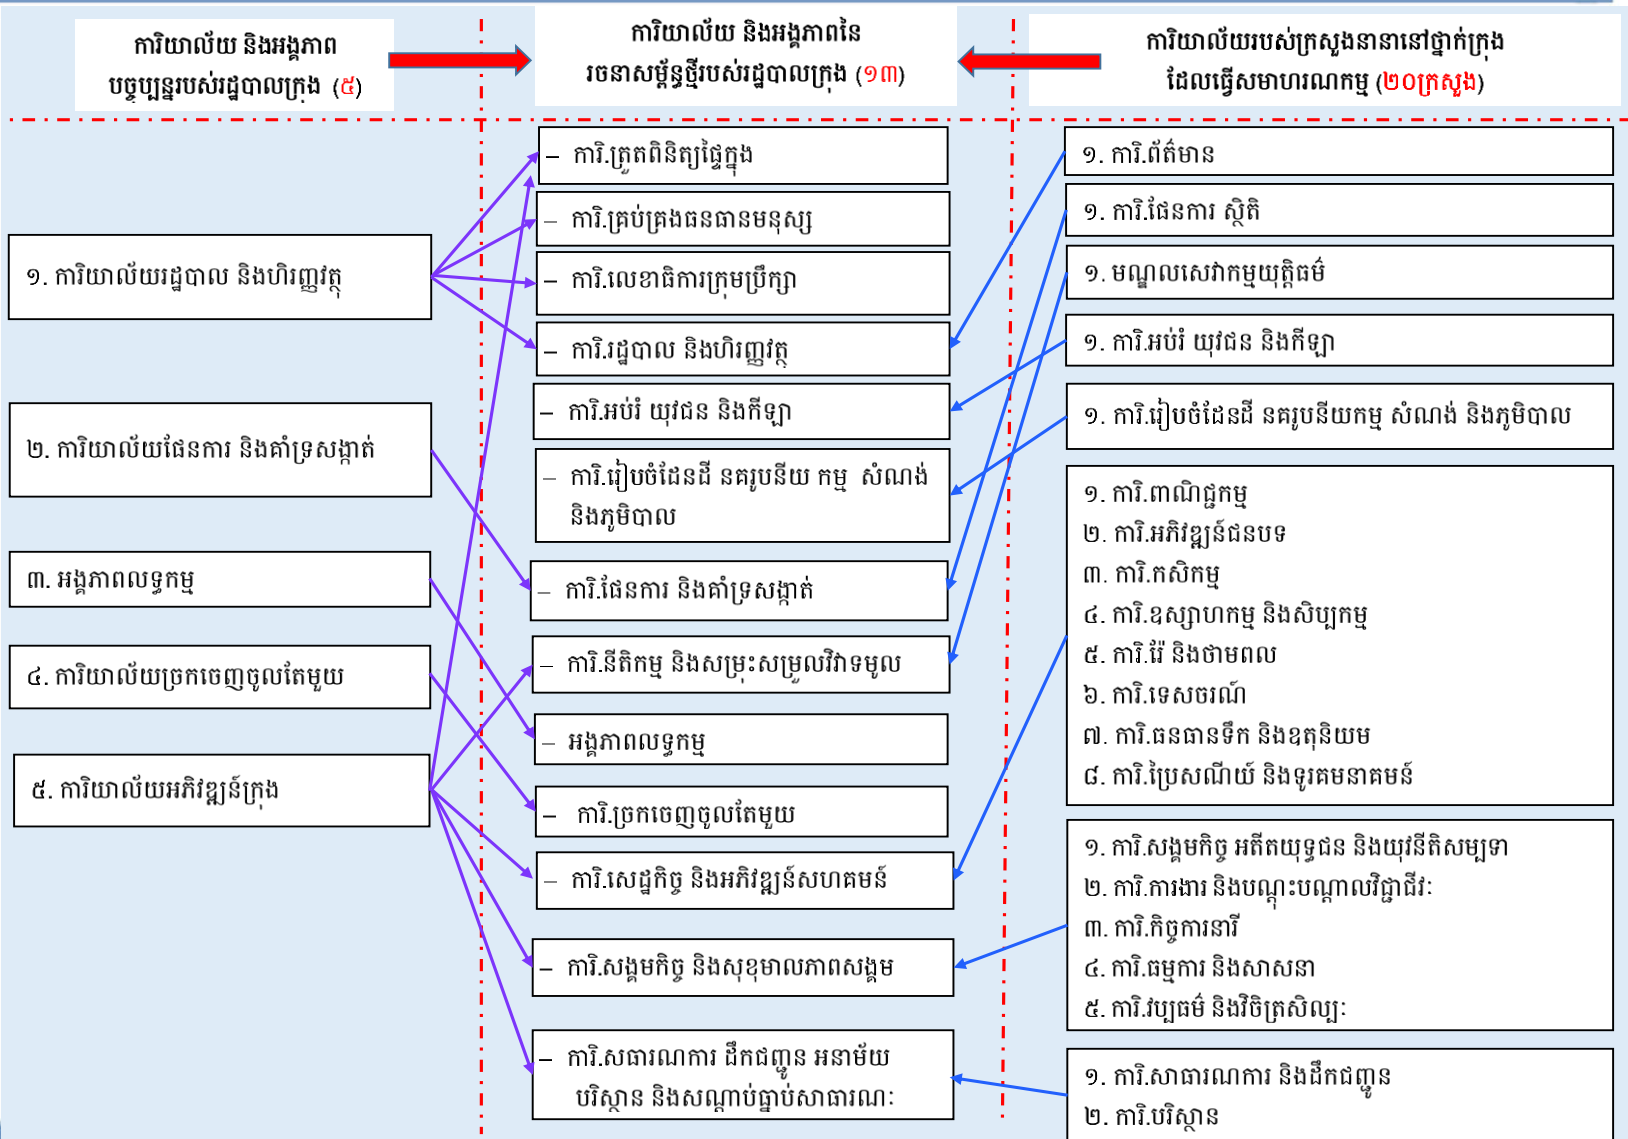 ការិយាល័យ និងអង្គភាព
បច្ចុប្បន្នរបស់រដ្ឋបាលក្រុង (៥)
ការិយាល័យ និងអង្គភាពនៃ
រចនាសម្ព័ន្ធថ្មីរបស់រដ្ឋបាលក្រុង (១៣)
ការិយាល័យរបស់ក្រសួងនានានៅថ្នាក់ក្រុង
ដែលធ្វើសមាហរណកម្ម (២០ក្រសួង)
១. ការិយាល័យរដ្ឋបាល និងហិរញ្ញវត្ថុ
២. ការិយាល័យផែនការ និងគាំទ្រសង្កាត់
៣. អង្គភាពលទ្ធកម្ម
៤. ការិយាល័យច្រកចេញចូលតែមួយ
៥. ការិយាល័យអភិវឌ្ឍន៍ក្រុង
– ការិ.ត្រួតពិនិត្យផ្ទៃក្នុង
– ការិ.គ្រប់គ្រងធនធានមនុស្ស
– ការិ.លេខាធិការក្រុមប្រឹក្សា
– ការិ.រដ្ឋបាល និងហិរញ្ញវត្ថុ
– ការិ.អប់រំ យុវជន និងកីឡា
– ការិ.រៀបចំដែនដី នគរូបនីយ កម្ម សំណង់
និងភូមិបាល
– ការិ.ផែនការ និងគាំទ្រសង្កាត់
– ការិ.នីតិកម្ម និងសម្រុះសម្រួលវិវាទមូល
– អង្គភាពលទ្ធកម្ម
– ការិ.ច្រកចេញចូលតែមួយ
– ការិ.សេដ្ឋកិច្ច និងអភិវឌ្ឍន៍សហគមន៍
– ការិ.សង្គមកិច្ច និងសុខុមាលភាពសង្គម
– ការិ.សធារណការ ដឹកជញ្ជូន អនាម័យ
បរិស្ថាន និងសណ្តាប់ធ្នាប់សាធារណៈ
១. ការិ.ព័ត៌មាន
១. ការិ.ផែនការ ស្ថិតិ
១. មណ្ឌលសេវាកម្មយុត្តិធម៌
១. ការិ.អប់រំ យុវជន និងកីឡា
១. ការិ.រៀបចំដែនដី នគរូបនីយកម្ម សំណង់ និងភូមិបាល
១. ការិ.ពាណិជ្ជកម្ម
២. ការិ.អភិវឌ្ឍន៍ជនបទ
៣. ការិ.កសិកម្ម
៤. ការិ.ឧស្សាហកម្ម និងសិប្បកម្ម
៥. ការិ.រ៉ែ និងថាមពល
៦. ការិ.ទេសចរណ៍
៧. ការិ.ធនធានទឹក និងឧតុនិយម
៨. ការិ.ប្រៃសណីយ៍ និងទូរគមនាគមន៍
១. ការិ.សង្គមកិច្ច អតីតយុទ្ធជន និងយុវនីតិសម្បទា
២. ការិ.ការងារ និងបណ្តុះបណ្តាលវិជ្ជាជីវៈ
៣. ការិ.កិច្ចការនារី
៤. ការិ.ធម្មការ និងសាសនា
៥. ការិ.វប្បធម៌ និងវិចិត្រសិល្បៈ
១. ការិ.សាធារណការ និងដឹកជញ្ជូន
២. ការិ.បរិស្ថាន